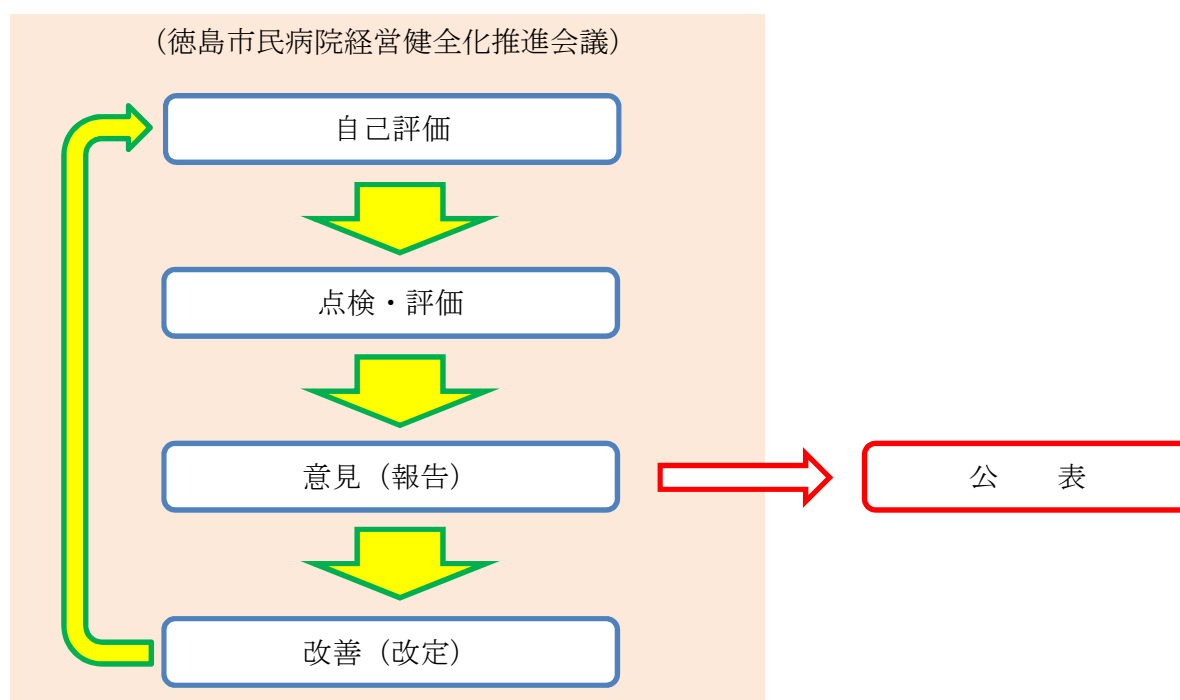 （徳島市民病院経営健全化推進会議）
自己評価
点検・評価
意見（報告）
公　　表
改善（改定）